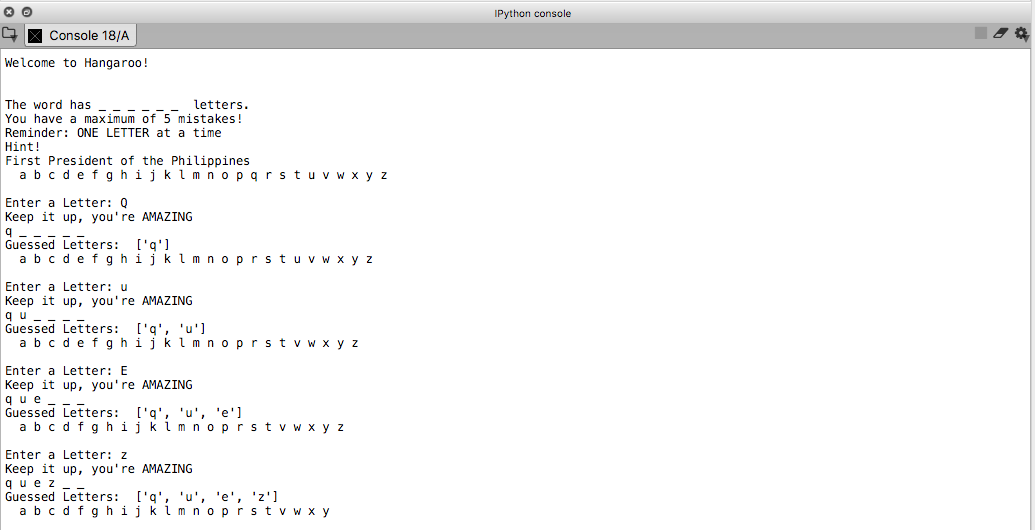 IPython console
Console 18/A
Welcome to Hangaroo!
The word has _ _ _ _ _ _  letters.
You have a maximum of 5 mistakes!
Reminder: ONE LETTER at a time
Hint!
First President of the Philippines
a b c d e f g h i j k l m n o p q r s t u v w x y z
Enter a Letter: Q
Keep it up, you're AMAZING
q _ _ _ _ _
Guessed Letters:  ['q']
a b c d e f g h i j k l m n o p r s t u v w x y z
Enter a Letter: u
Keep it up, you're AMAZING
q u _ _ _ _
Guessed Letters:  ['q', 'u']
a b c d e f g h i j k l m n o p r s t v w x y z
Enter a Letter: E
Keep it up, you're AMAZING
q u e _ _ _
Guessed Letters:  ['q', 'u', 'e']
a b c d f g h i j k l m n o p r s t v w x y z
Enter a Letter: z
Keep it up, you're AMAZING
q u e z _ _
Guessed Letters:  ['q', 'u', 'e', 'z']
a b c d f g h i j k l m n o p r s t v w x y